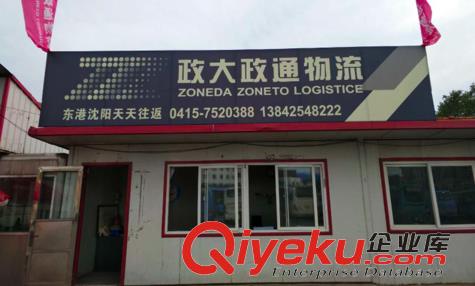 政大政通物流
ZONEDA ZONETO LOGISTICE
东港沈阳天天往返 0415-7520388 13842548222
Qiyeku.com 企业库
Enterprise Database